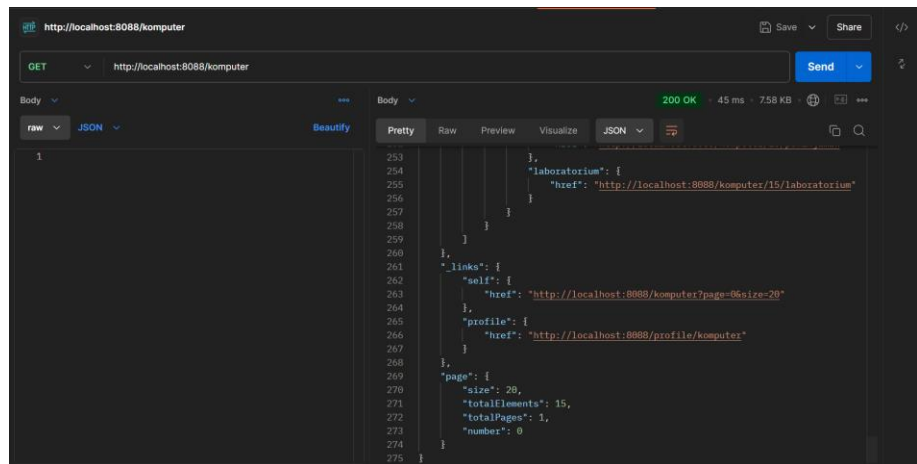 HTTP http://localhost:8088/komputer
Save
Share
</>
GET http://localhost:8088/komputer
Send
Body
Body
200 OK • 45 ms • 7.58 KB
raw JSON Beautify
Pretty Raw Preview Visualize JSON
1
253 },
254 "laboratorium": {
255 "href": "http://localhost:8088/komputer/15/laboratorium"
256 }
257 }
258 }
259 ]
260 },
261 "_links": {
262 "self": {
263 "href": "http://localhost:8088/komputer?page=0&size=20"
264 },
265 "profile": {
266 "href": "http://localhost:8088/profile/komputer"
267 }
268 },
269 "page": {
270 "size": 20,
271 "totalElements": 15,
272 "totalPages": 1,
273 "number": 0
274 }
275 }